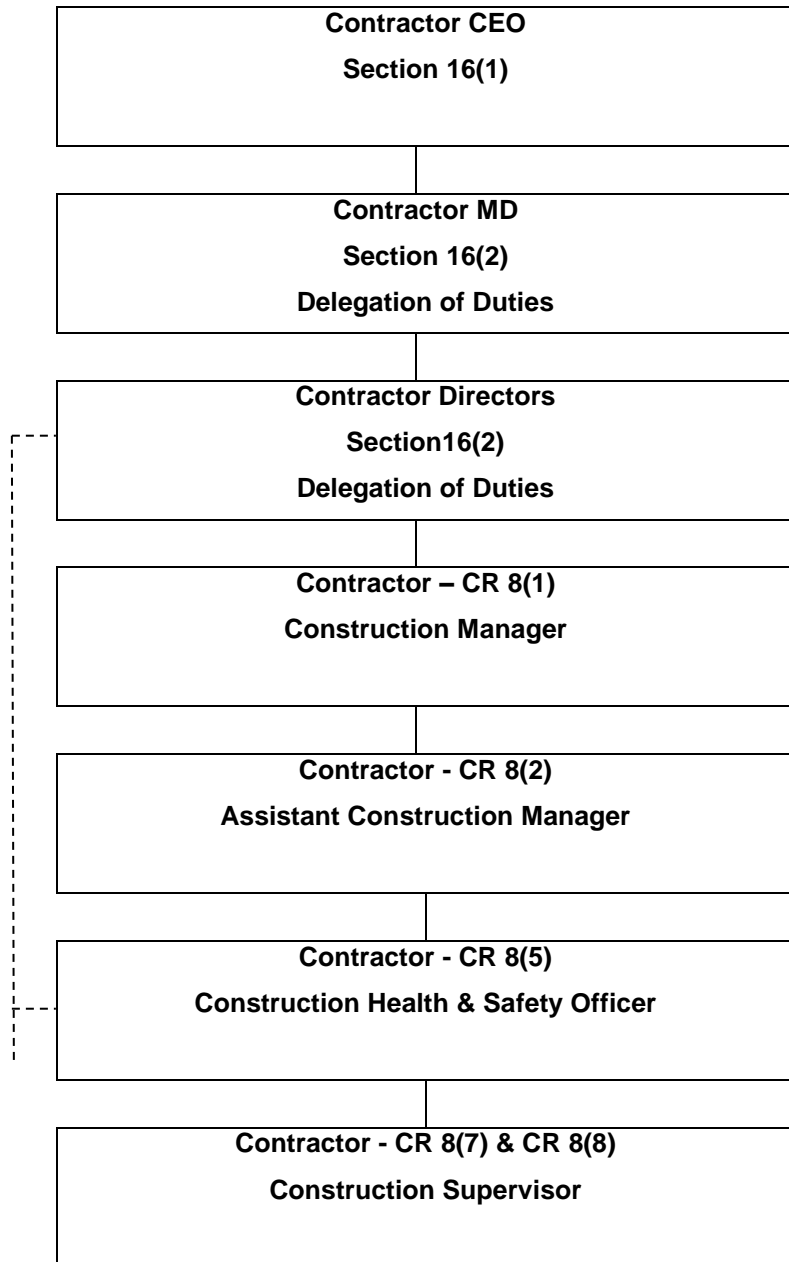 Contractor CEO
Section 16(1)
Contractor MD
Section 16(2)
Delegation of Duties
Contractor Directors
Section16(2)
Delegation of Duties
Contractor – CR 8(1)
Construction Manager
Contractor - CR 8(2)
Assistant Construction Manager
Contractor - CR 8(5)
Construction Health & Safety Officer
Contractor - CR 8(7) & CR 8(8)
Construction Supervisor